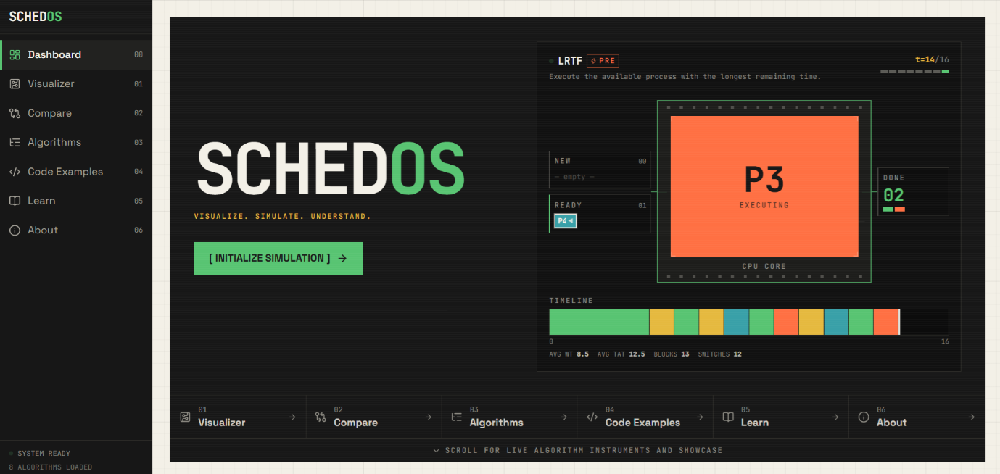 SCHEDOS
Dashboard 00
Visualizer 01
Compare 02
Algorithms 03
Code Examples 04
Learn 05
About 06
SYSTEM READY
8 ALGORITHMS LOADED
SCHEDOS
VISUALIZE. SIMULATE. UNDERSTAND.
[ INITIALIZE SIMULATION ] →
LRTF PRE t=14/16
Execute the available process with the longest remaining time.
NEW 00
— empty —
READY 01
P4◄
P3
EXECUTING
CPU CORE
DONE
02
TIMELINE
0 16
AVG WT 8.5 AVG TAT 12.5 BLOCKS 13 SWITCHES 12
01
Visualizer →
02
Compare →
03
Algorithms →
04
Code Examples →
05
Learn →
06
About →
SCROLL FOR LIVE ALGORITHM INSTRUMENTS AND SHOWCASE